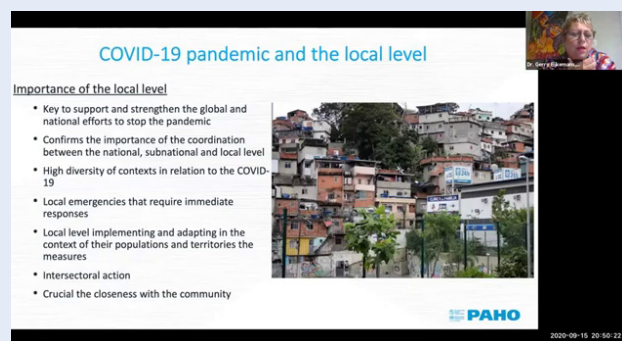 COVID-19 pandemic and the local level
Importance of the local level
• Key to support and strengthen the global and
national efforts to stop the pandemic
• Confirms the importance of the coordination
between the national, subnational and local level
• High diversity of contexts in relation to the COVID-
19
• Local emergencies that require immediate
responses
• Local level implementing and adapting in the
context of their populations and territories the
measures
• Intersectoral action
• Crucial the closeness with the community
PAHO
Dr. Gerry
2020-09-15 20:50:22